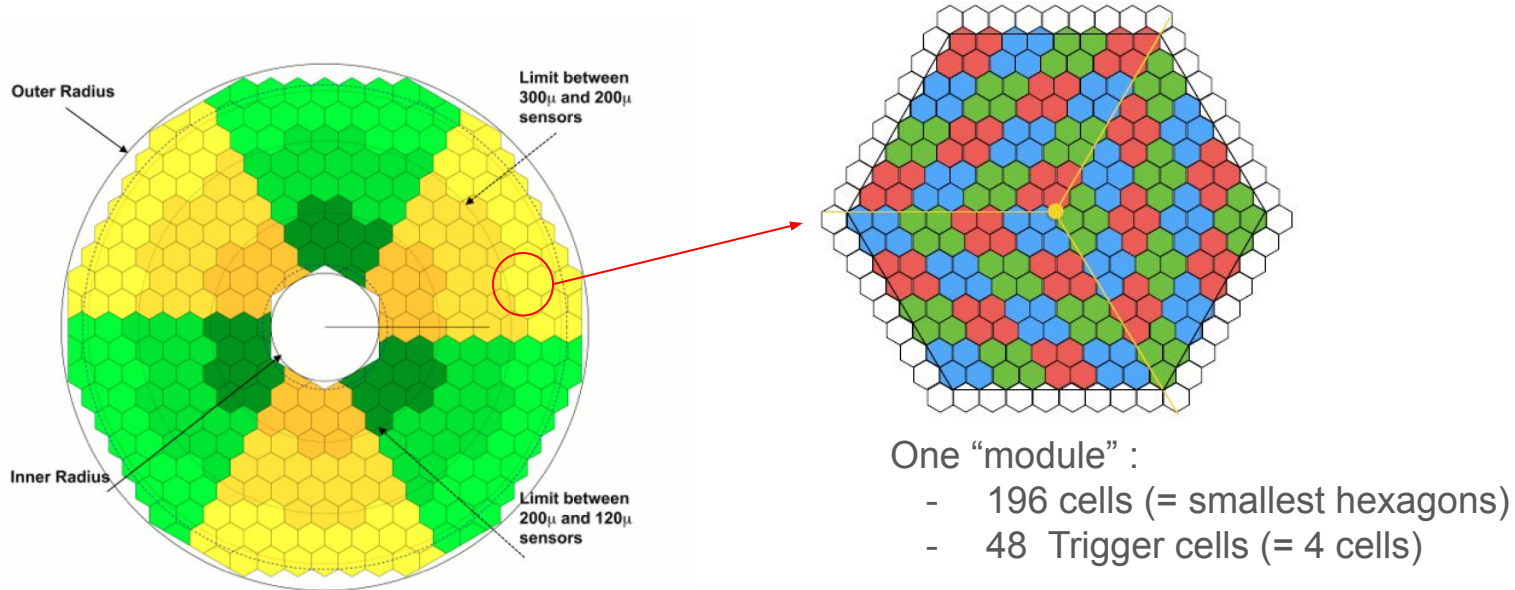 Outer Radius
Limit between
300μ and 200μ
sensors
Inner Radius
Limit between
200μ and 120μ
sensors
One “module” :
- 196 cells (= smallest hexagons)
- 48 Trigger cells (= 4 cells)